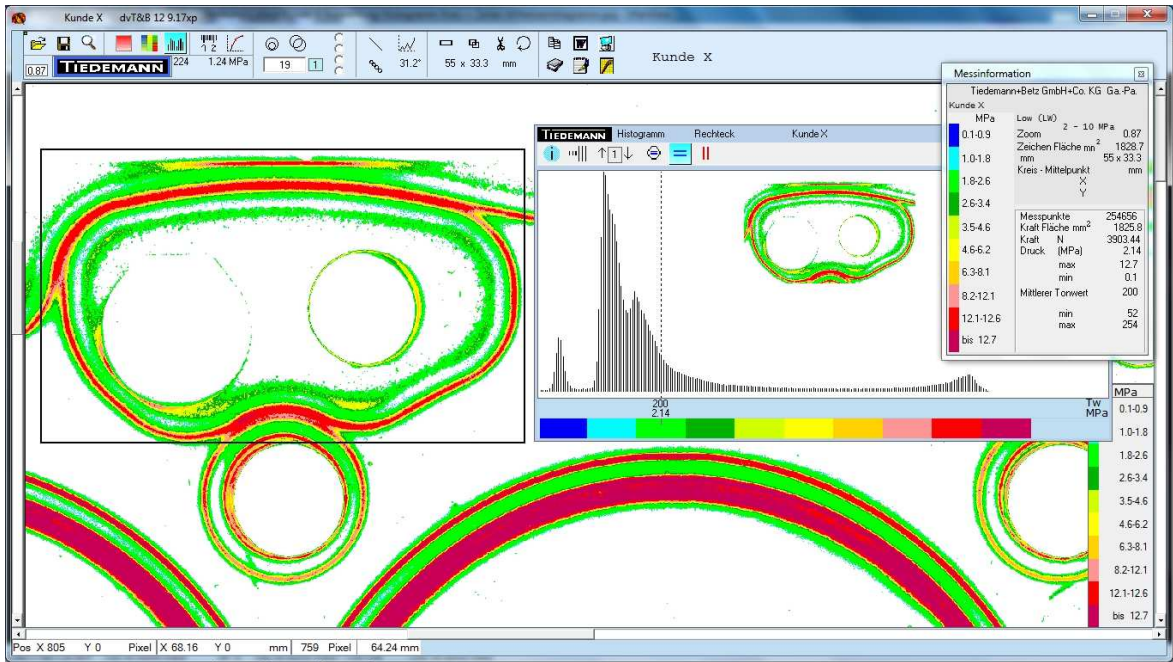 Kunde X dvT&B 12 9.17xp
0.87 TIEDEMANN 224 1.24 MPa 19 1 31.2° 55 x 33.3 mm Kunde X
Messinformation
Tiedemann+Betz GmbH+Co. KG Ga.-Pa.
Kunde X
MPa Low (LW)
2 - 10 MPa
0.1-0.9 Zoom 0.87
Zeichen Fläche mm² 1828.7
1.0-1.8 mm 55 x 33.3
Kreis - Mittelpunkt mm
1.8-2.6 X
Y
2.6-3.4
Messpunkte 254656
3.5-4.6 Kraft Fläche mm² 1825.8
Kraft N 3903.44
4.6-6.2 Druck (MPa) 2.14
max 12.7
6.3-8.1 min 0.1
8.2-12.1 Mittlerer Tonwert 200
12.1-12.6 min 52
max 254
bis 12.7
TIEDEMANN Histogramm Rechteck Kunde X
i 1
200 Tw
2.14 MPa
MPa
0.1-0.9
1.0-1.8
1.8-2.6
2.6-3.4
3.5-4.6
4.6-6.2
6.3-8.1
8.2-12.1
12.1-12.6
bis 12.7
Pos X 805 Y 0 Pixel X 68.16 Y 0 mm 759 Pixel 64.24 mm